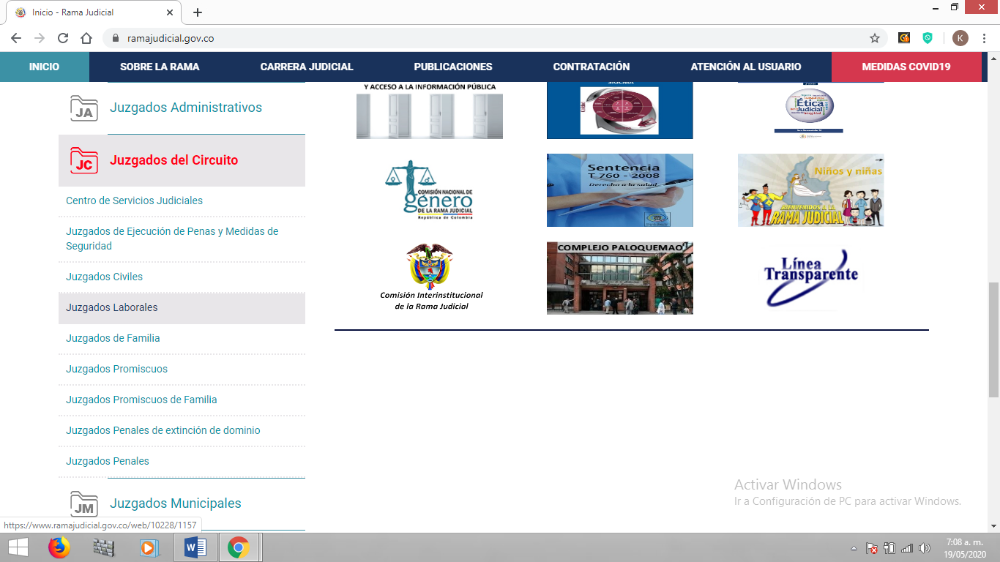 Inicio - Rama Judicial
ramajudicial.gov.co
K
INICIO
SOBRE LA RAMA
CARRERA JUDICIAL
PUBLICACIONES
CONTRATACIÓN
ATENCIÓN AL USUARIO
MEDIDAS COVID19
JA
Juzgados Administrativos
JC
Juzgados del Circuito
Centro de Servicios Judiciales
Juzgados de Ejecución de Penas y Medidas de
Seguridad
Juzgados Civiles
Juzgados Laborales
Juzgados de Familia
Juzgados Promiscuos
Juzgados Promiscuos de Familia
Juzgados Penales de extinción de dominio
Juzgados Penales
JM
Juzgados Municipales
Y ACCESO A LA INFORMACIÓN PÚBLICA
SIGCMA
Ética
Judicial
COMISIÓN NACIONAL DE
género
DE LA RAMA JUDICIAL
República de Colombia
Sentencia
T 760 - 2008
Derecho a la salud
Niños y niñas
BIENVENIDOS A LA
RAMA JUDICIAL
Comisión Interinstitucional
de la Rama Judicial
COMPLEJO PALOQUEMAO
Línea
Transparente
Activar Windows
Ir a Configuración de PC para activar Windows.
https://www.ramajudicial.gov.co/web/10228/1157
7:08 a. m.
19/05/2020